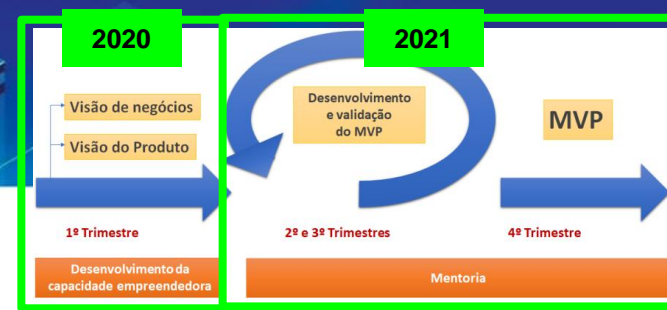 2020
2021
Visão de negócios
Visão do Produto
Desenvolvimento
e validação
do MVP
MVP
1º Trimestre
2º e 3º Trimestres
4º Trimestre
Desenvolvimento da
capacidade empreendedora
Mentoria